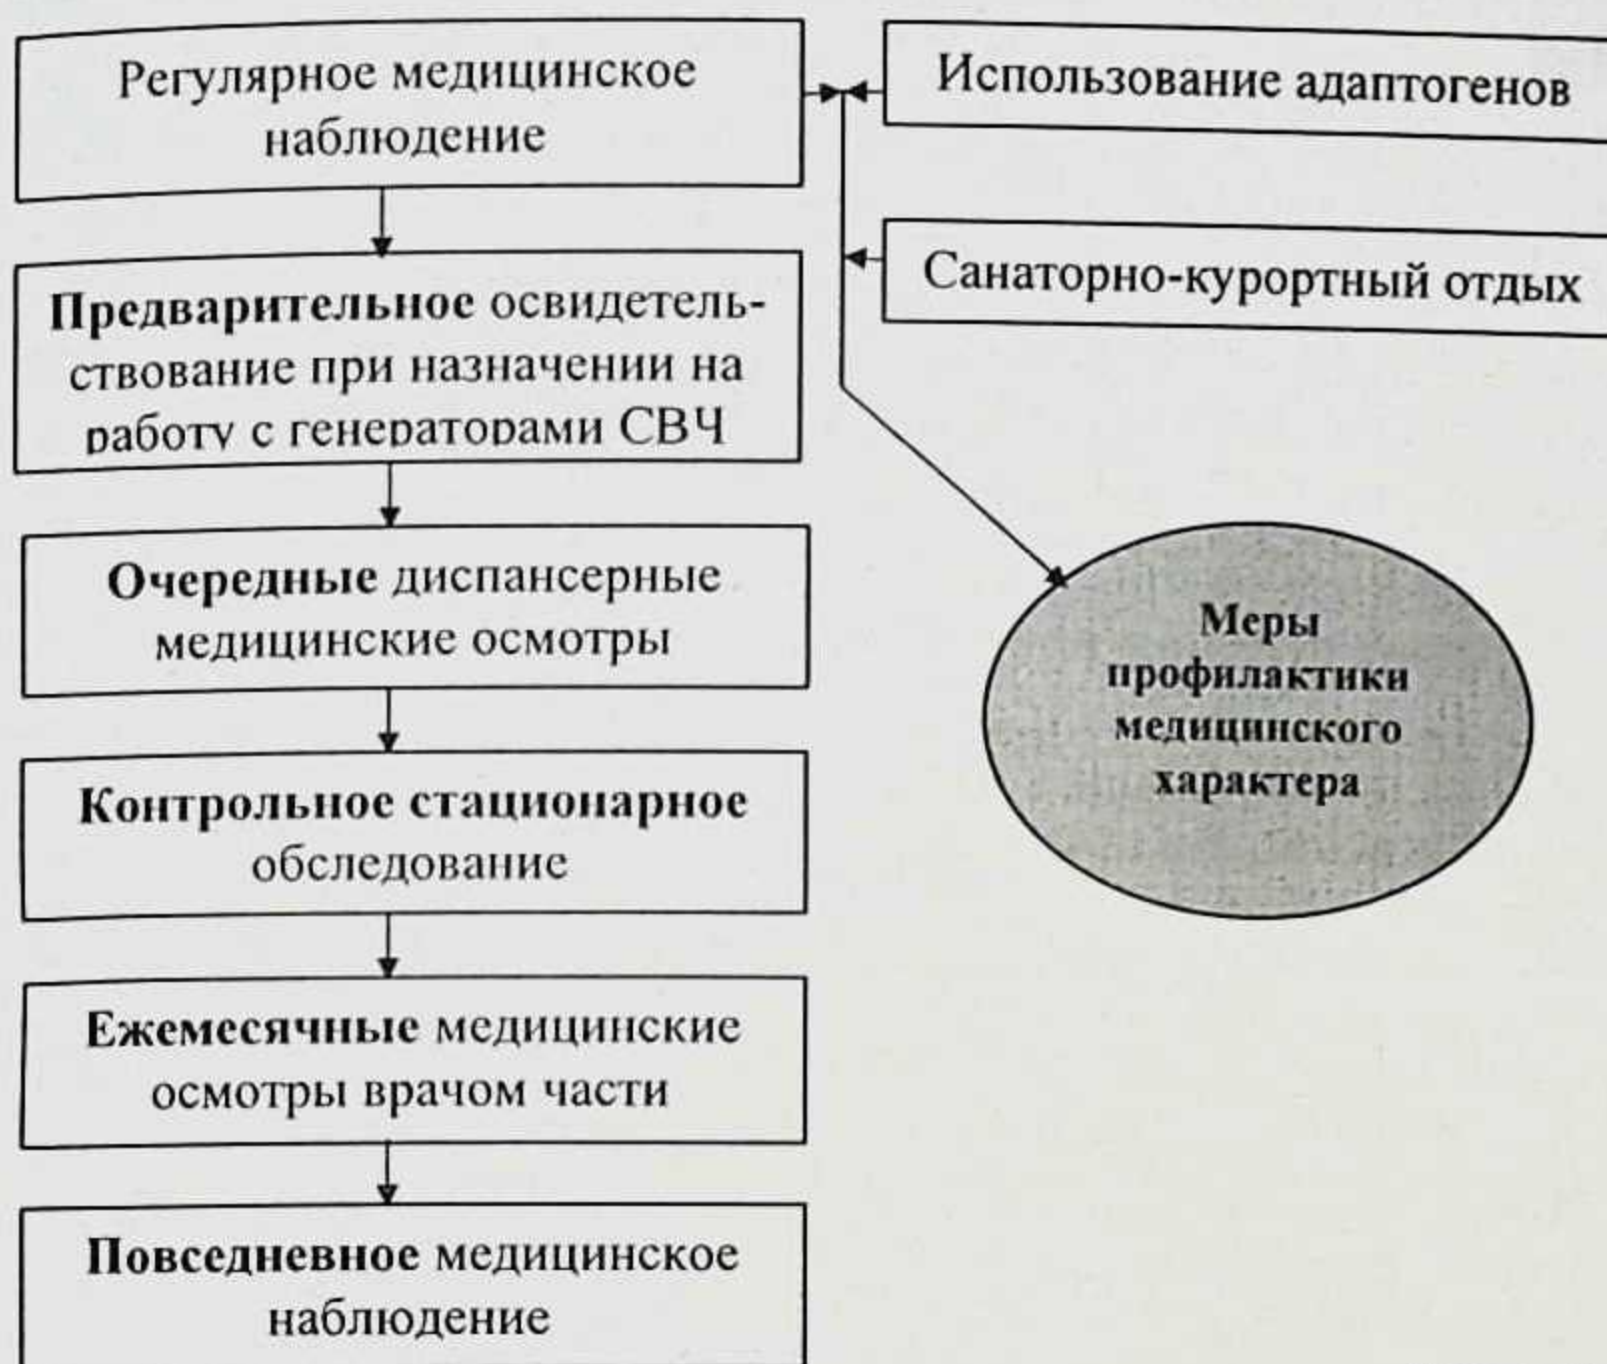 Регулярное медицинское
наблюдение
Использование адаптогенов
Предварительное освидетель-
ствование при назначении на
работу с генераторами СВЧ
Санаторно-курортный отдых
Очередные диспансерные
медицинские осмотры
Меры
профилактики
медицинского
характера
Контрольное стационарное
обследование
Ежемесячные медицинские
осмотры врачом части
Повседневное медицинское
наблюдение